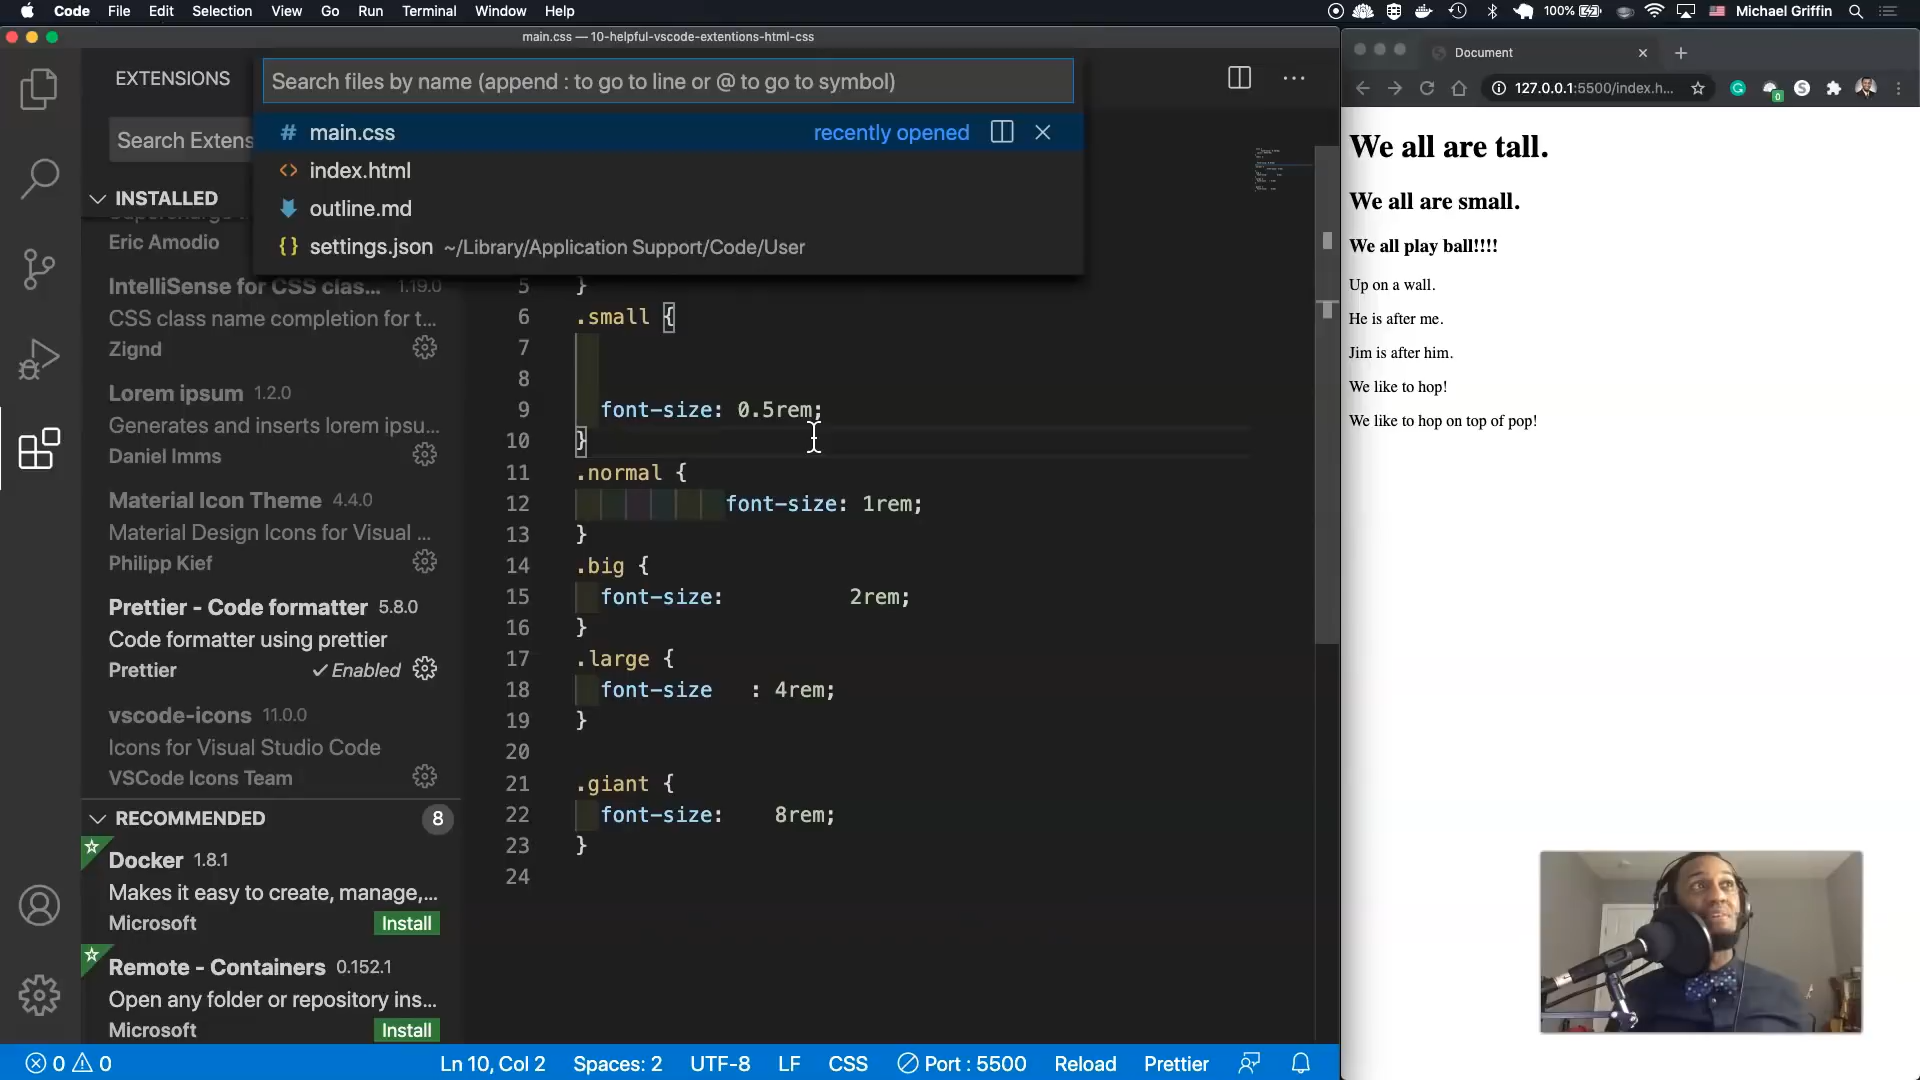 Code File Edit Selection View Go Run Terminal Window Help
100% Michael Griffin
main.css — 10-helpful-vscode-extentions-html-css
EXTENSIONS
Search Extens
Search files by name (append : to go to line or @ to go to symbol)
# main.css recently opened
<> index.html
outline.md
{} settings.json ~/Library/Application Support/Code/User
INSTALLED
Eric Amodio
IntelliSense for CSS clas... 1.19.0
CSS class name completion for t...
Zignd
Lorem ipsum 1.2.0
Generates and inserts lorem ipsu...
Daniel Imms
Material Icon Theme 4.4.0
Material Design Icons for Visual ...
Philipp Kief
Prettier - Code formatter 5.8.0
Code formatter using prettier
Prettier ✓ Enabled
vscode-icons 11.0.0
Icons for Visual Studio Code
VSCode Icons Team
RECOMMENDED 8
Docker 1.8.1
Makes it easy to create, manage,...
Microsoft Install
Remote - Containers 0.152.1
Open any folder or repository ins...
Microsoft Install
5 }
6 .small {
7
8
9 font-size: 0.5rem;
10 }
11 .normal {
12 font-size: 1rem;
13 }
14 .big {
15 font-size: 2rem;
16 }
17 .large {
18 font-size : 4rem;
19 }
20
21 .giant {
22 font-size: 8rem;
23 }
24
0 0 Ln 10, Col 2 Spaces: 2 UTF-8 LF CSS Port : 5500 Reload Prettier
Document
127.0.0.1:5500/index.h...
0
We all are tall.
We all are small.
We all play ball!!!!
Up on a wall.
He is after me.
Jim is after him.
We like to hop!
We like to hop on top of pop!